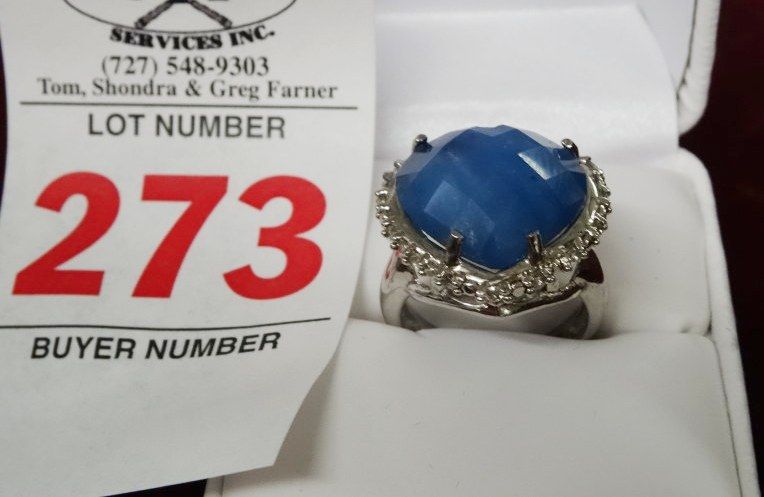 SERVICES INC.
(727) 548-9303
Tom, Shondra & Greg Farner
LOT NUMBER
273
BUYER NUMBER